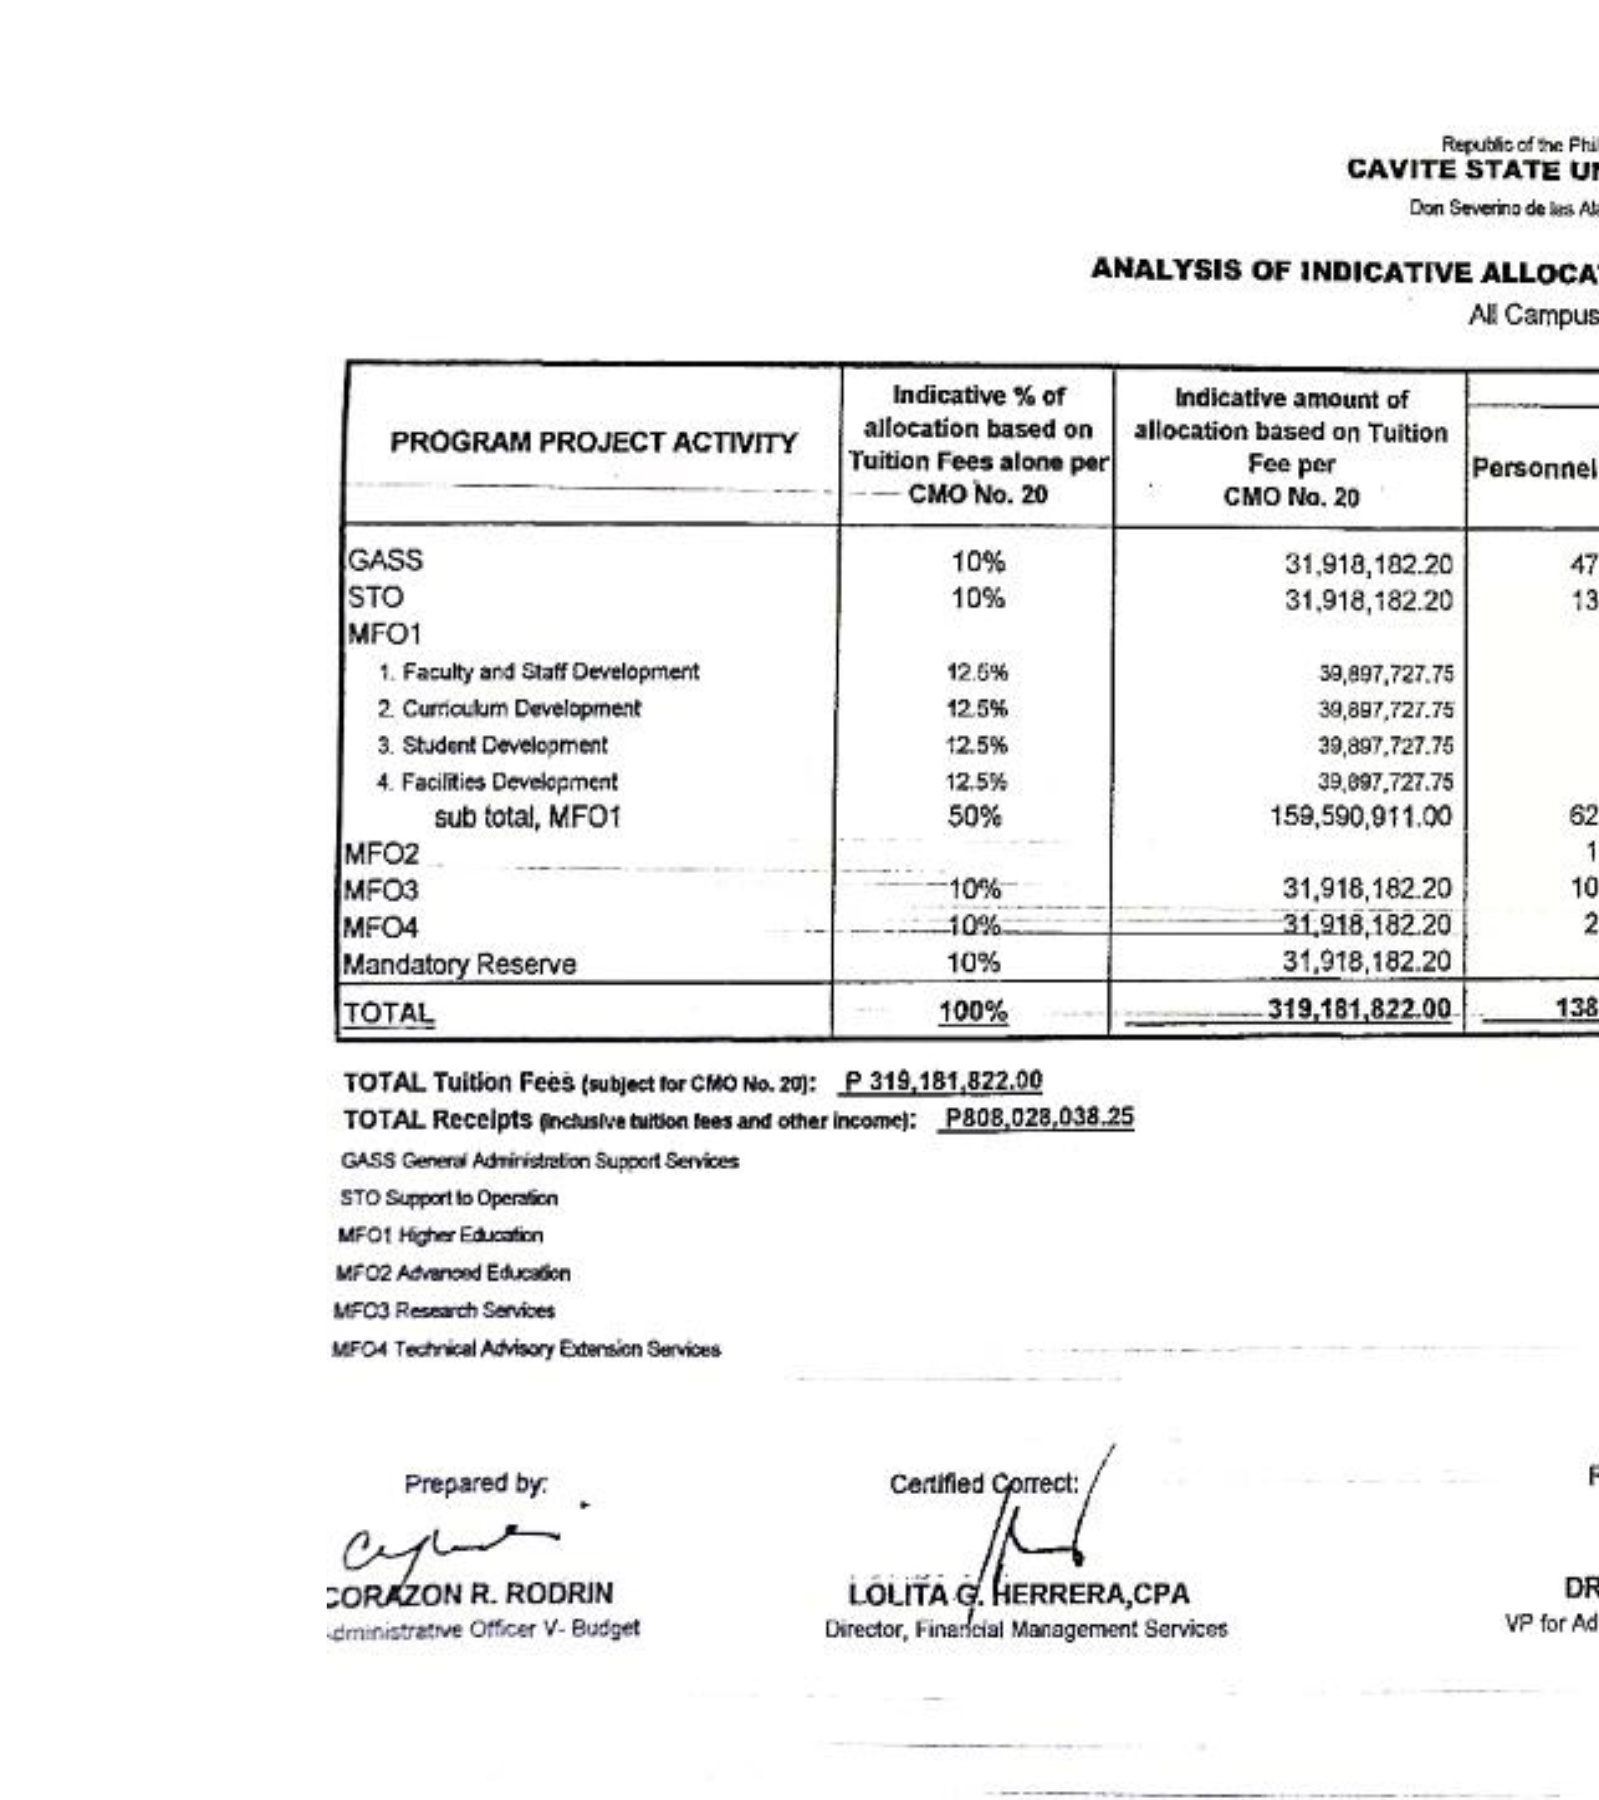 Republic of the Phil
CAVITE STATE UN
Don Severino de las Ala
ANALYSIS OF INDICATIVE ALLOCAT
All Campus
PROGRAM PROJECT ACTIVITY
Indicative % of allocation based on Tuition Fees alone per CMO No. 20
Indicative amount of allocation based on Tuition Fee per CMO No. 20
Personnel
GASS 10% 31,918,182.20 47
STO 10% 31,918,182.20 13
MFO1
1. Faculty and Staff Development 12.5% 39,897,727.75
2. Curriculum Development 12.5% 39,897,727.75
3. Student Development 12.5% 39,897,727.75
4. Facilities Development 12.5% 39,897,727.75
sub total, MFO1 50% 159,590,911.00 62
MFO2 1
MFO3 10% 31,918,182.20 10
MFO4 10% 31,918,182.20 2
Mandatory Reserve 10% 31,918,182.20
TOTAL 100% 319,181,822.00 138
TOTAL Tuition Fees (subject for CMO No. 20): P 319,181,822.00
TOTAL Receipts (inclusive tuition fees and other income): P808,028,038.25
GASS General Administration Support Services
STO Support to Operation
MFO1 Higher Education
MFO2 Advanced Education
MFO3 Research Services
MFO4 Technical Advisory Extension Services
Prepared by: Certified Correct:
CORAZON R. RODRIN LOLITA G. HERRERA,CPA DR
dministrative Officer V- Budget Director, Financial Management Services VP for Ad